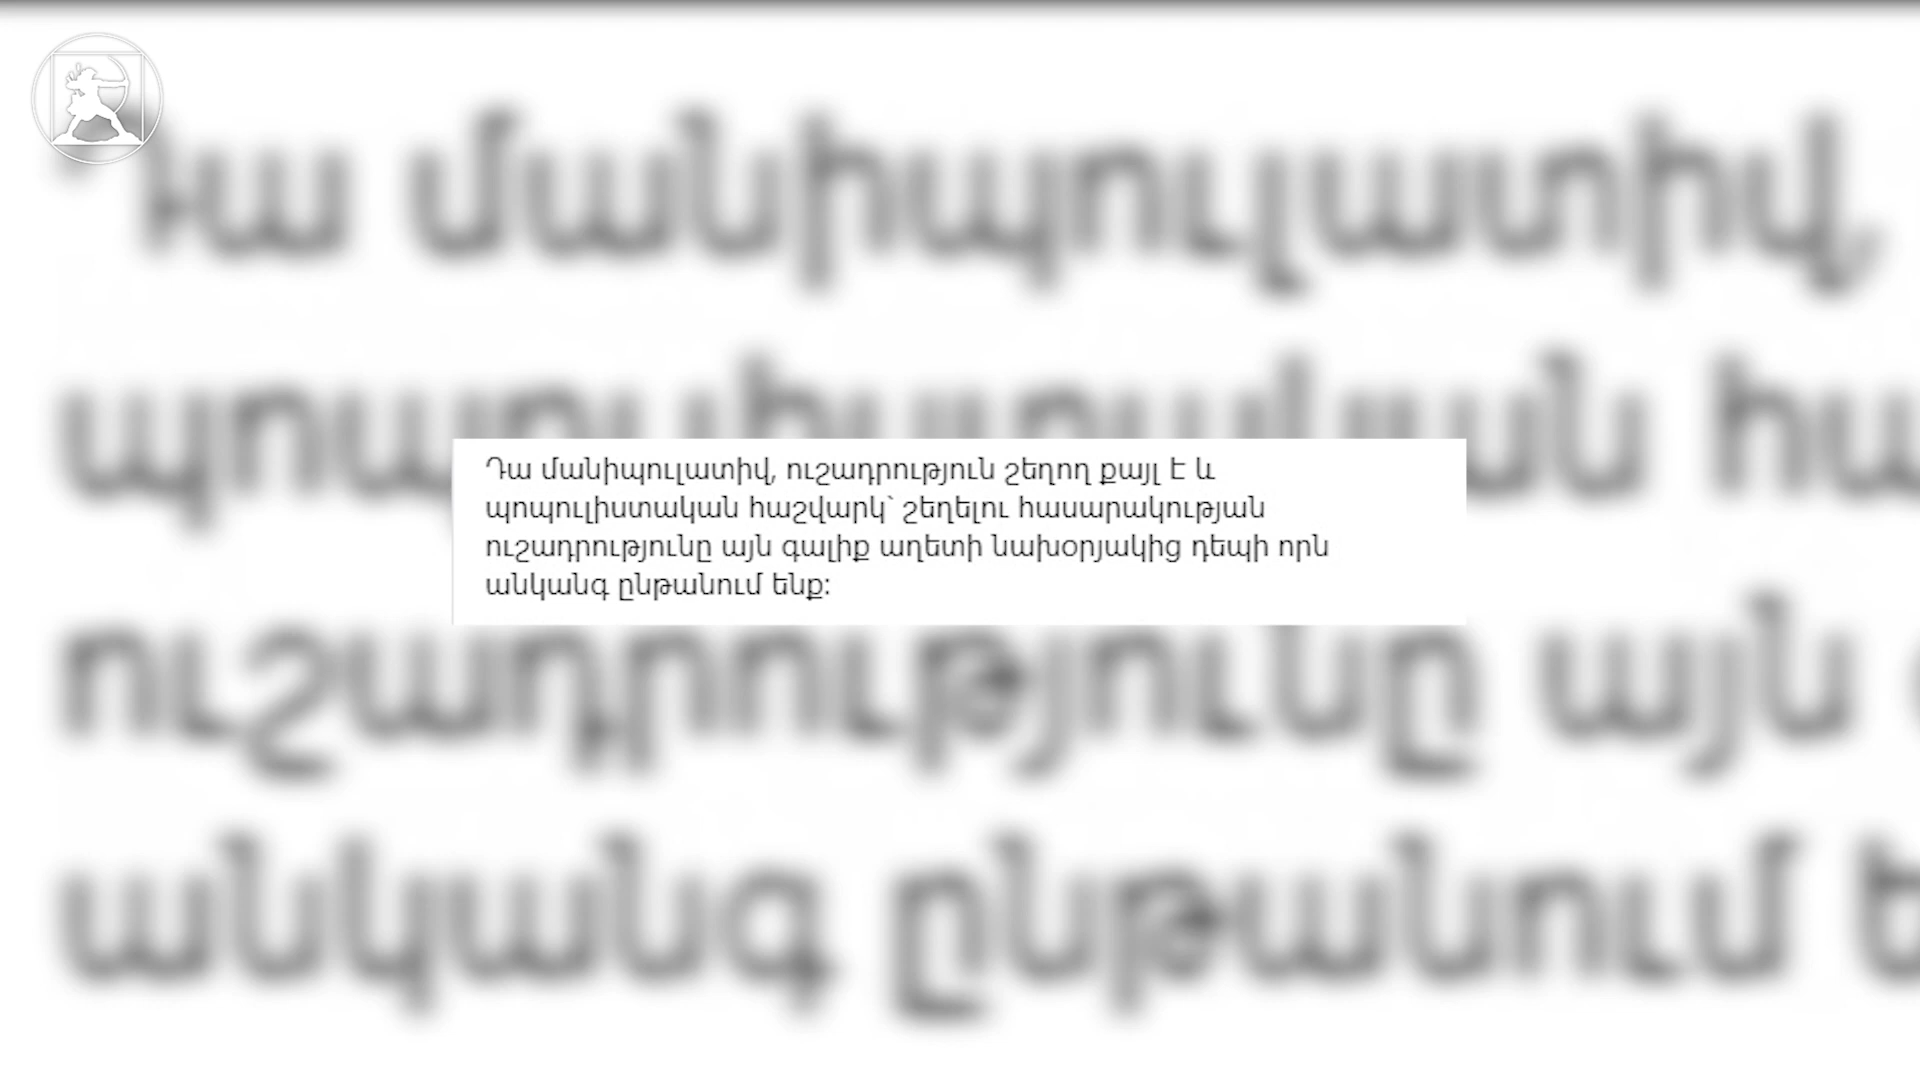 Դա մանիպուլատիվ, ուշադրություն շեղող քայլ է և
պոպուլիստական հաշվարկ՝ շեղելու հասարակության
ուշադրությունը այն գալիք աղետի նախօրյակից դեպի որն
անկանգ ընթանում ենք: